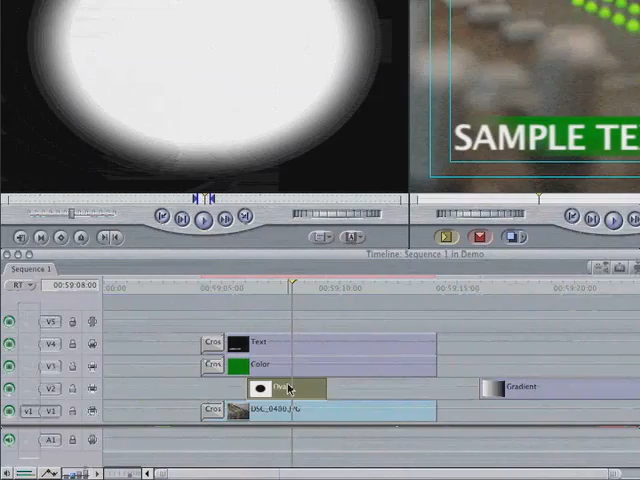 SAMPLE TE
Timeline: Sequence 1 in Demo
Sequence 1
RT
00:59:08:00
:00:00
00:59:05:00
00:59:10:00
00:59:15:00
00:59:20:00
V5
V4
Cros
Text
V3
Cros
Color
V2
Gradient
v1
V1
Cros
DSC_0480.JPG
A1